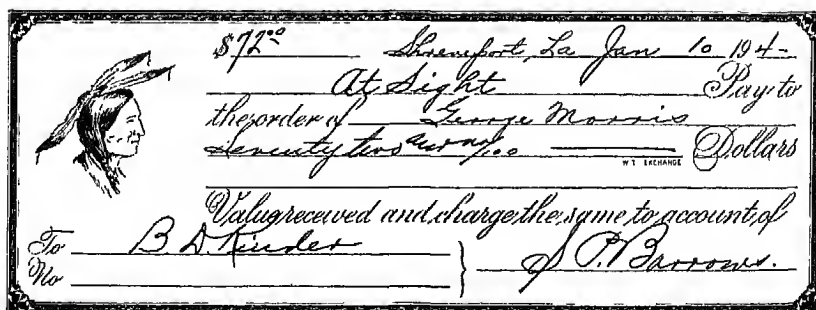 $72.00 Shreveport, La Jan 10 194-
At Sight Pay to
the order of George Morris
Seventy two and no/100 Dollars
W T EXCHANGE
Value received and charge the same to account of
To B. D. Kinder
No S. P. Barrows.